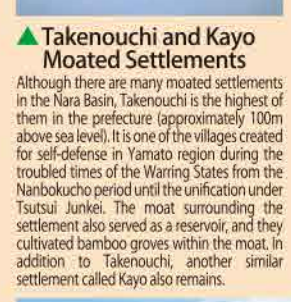 ▲ Takenouchi and Kayo
Moated Settlements
Although there are many moated settlements
in the Nara Basin, Takenouchi is the highest of
them in the prefecture (approximately 100m
above sea level). It is one of the villages created
for self-defense in Yamato region during the
troubled times of the Warring States from the
Nanbokucho period until the unification under
Tsutsui Junkei. The moat surrounding the
settlement also served as a reservoir, and they
cultivated bamboo groves within the moat. In
addition to Takenouchi, another similar
settlement called Kayo also remains.